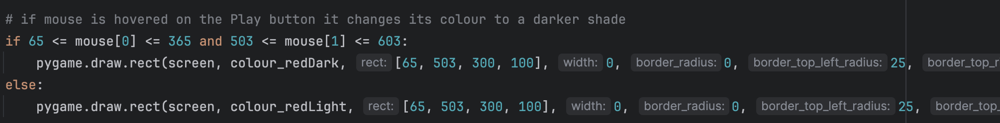 # if mouse is hovered on the Play button it changes its colour to a darker shade
if 65 <= mouse[0] <= 365 and 503 <= mouse[1] <= 603:
pygame.draw.rect(screen, colour_redDark, rect: [65, 503, 300, 100], width: 0, border_radius: 0, border_top_left_radius: 25, border_top_r
else:
pygame.draw.rect(screen, colour_redLight, rect: [65, 503, 300, 100], width: 0, border_radius: 0, border_top_left_radius: 25, border_top_